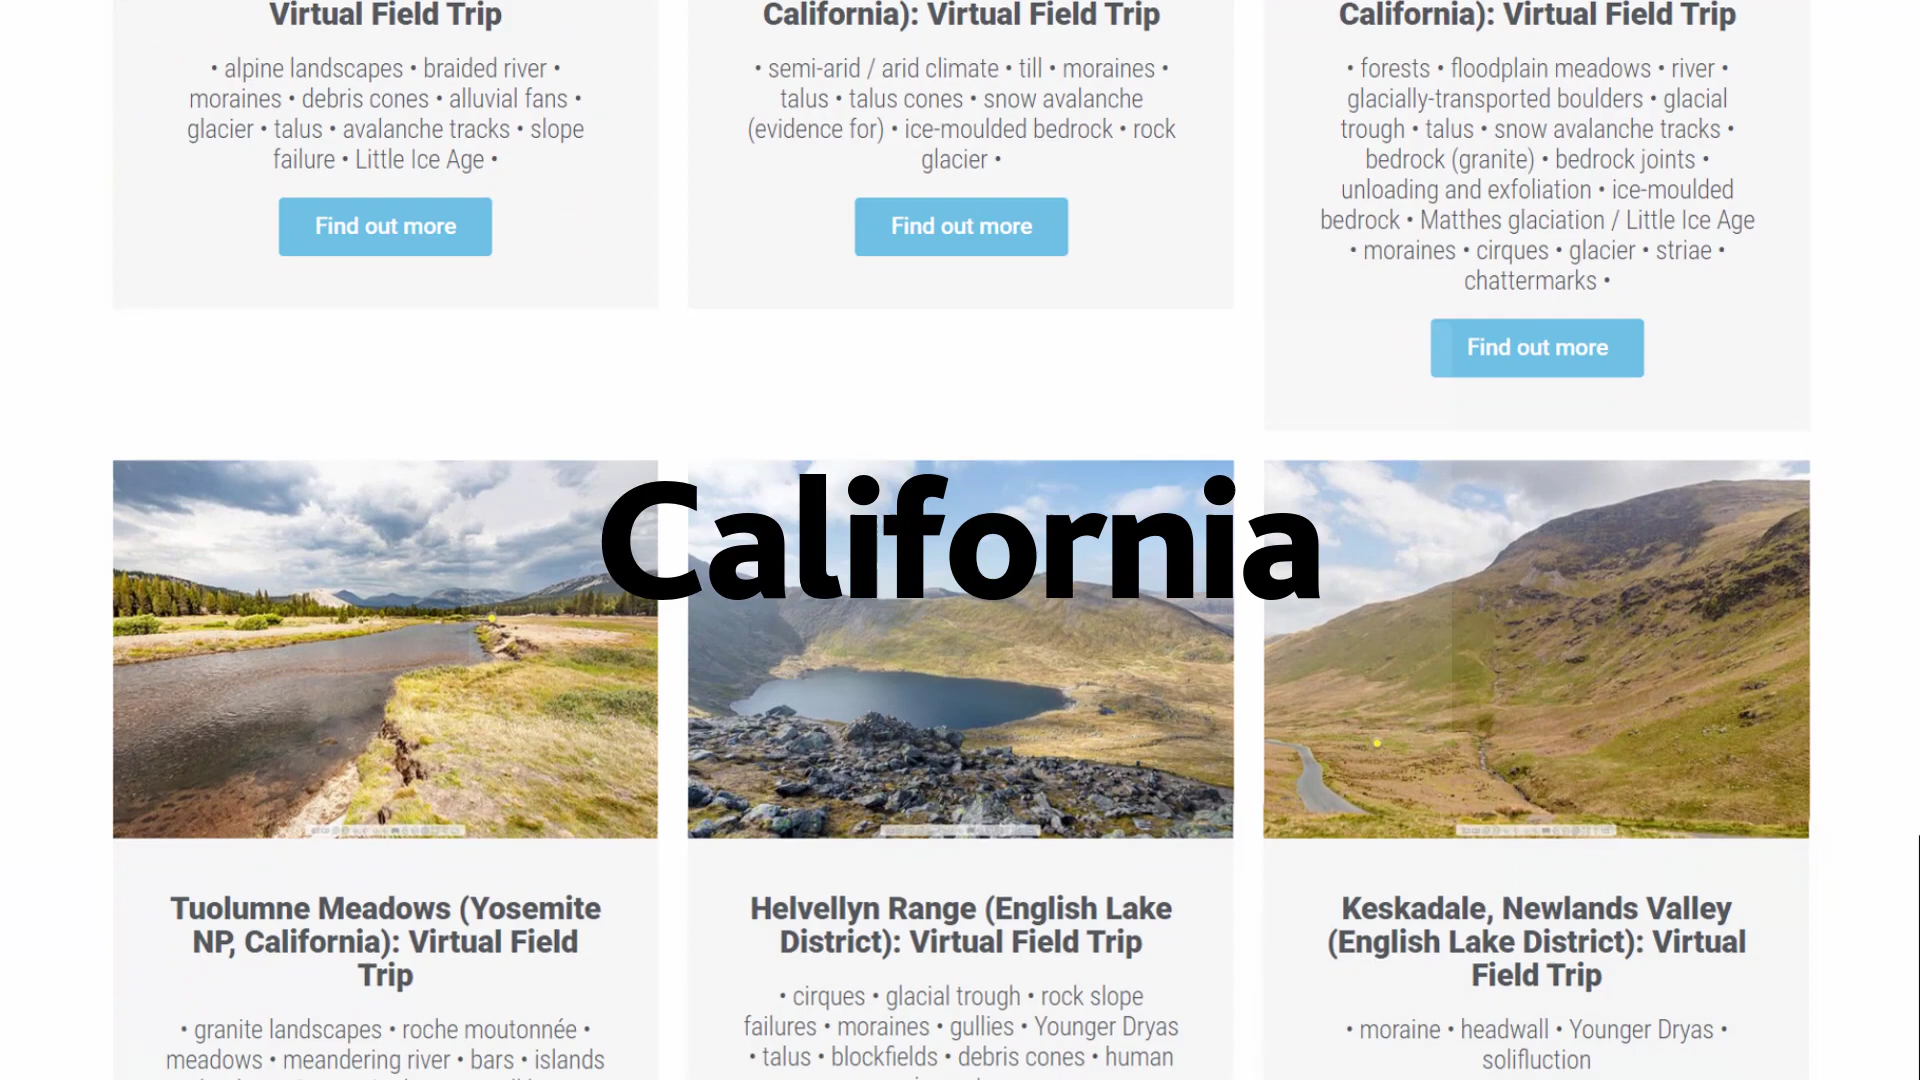 Virtual Field Trip
• alpine landscapes • braided river •
moraines • debris cones • alluvial fans •
glacier • talus • avalanche tracks • slope
failure • Little Ice Age •
Find out more
California): Virtual Field Trip
• semi-arid / arid climate • till • moraines •
talus • talus cones • snow avalanche
(evidence for) • ice-moulded bedrock • rock
glacier •
Find out more
California): Virtual Field Trip
• forests • floodplain meadows • river •
glacially-transported boulders • glacial
trough • talus • snow avalanche tracks •
bedrock (granite) • bedrock joints •
unloading and exfoliation • ice-moulded
bedrock • Matthes glaciation / Little Ice Age
• moraines • cirques • glacier • striae •
chattermarks •
Find out more
California
Tuolumne Meadows (Yosemite
NP, California): Virtual Field
Trip
• granite landscapes • roche moutonnée •
meadows • meandering river • bars • islands
Helvellyn Range (English Lake
District): Virtual Field Trip
• cirques • glacial trough • rock slope
failures • moraines • gullies • Younger Dryas
• talus • blockfields • debris cones • human
Keskadale, Newlands Valley
(English Lake District): Virtual
Field Trip
• moraine • headwall • Younger Dryas •
solifluction